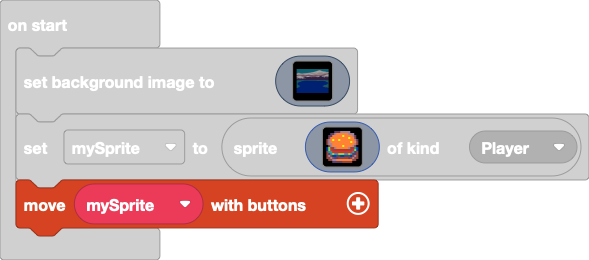 on start
set background image to
set mySprite to sprite of kind Player
move mySprite with buttons